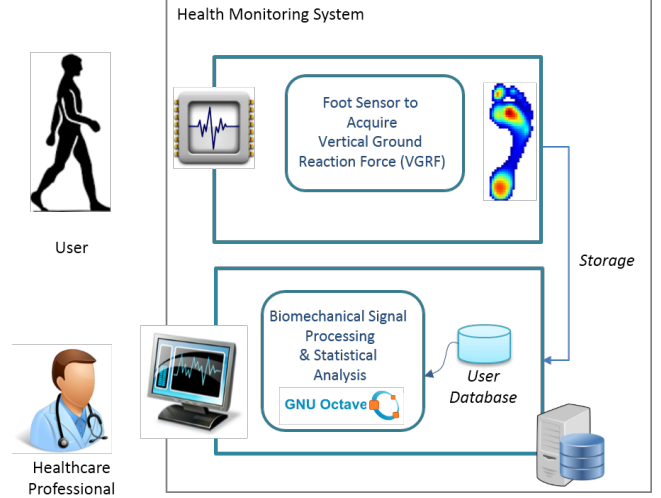 Health Monitoring System
Foot Sensor to
Acquire
Vertical Ground
Reaction Force (VGRF)
User
Storage
Biomechanical Signal
Processing
& Statistical
Analysis
GNU Octave
User
Database
Healthcare
Professional